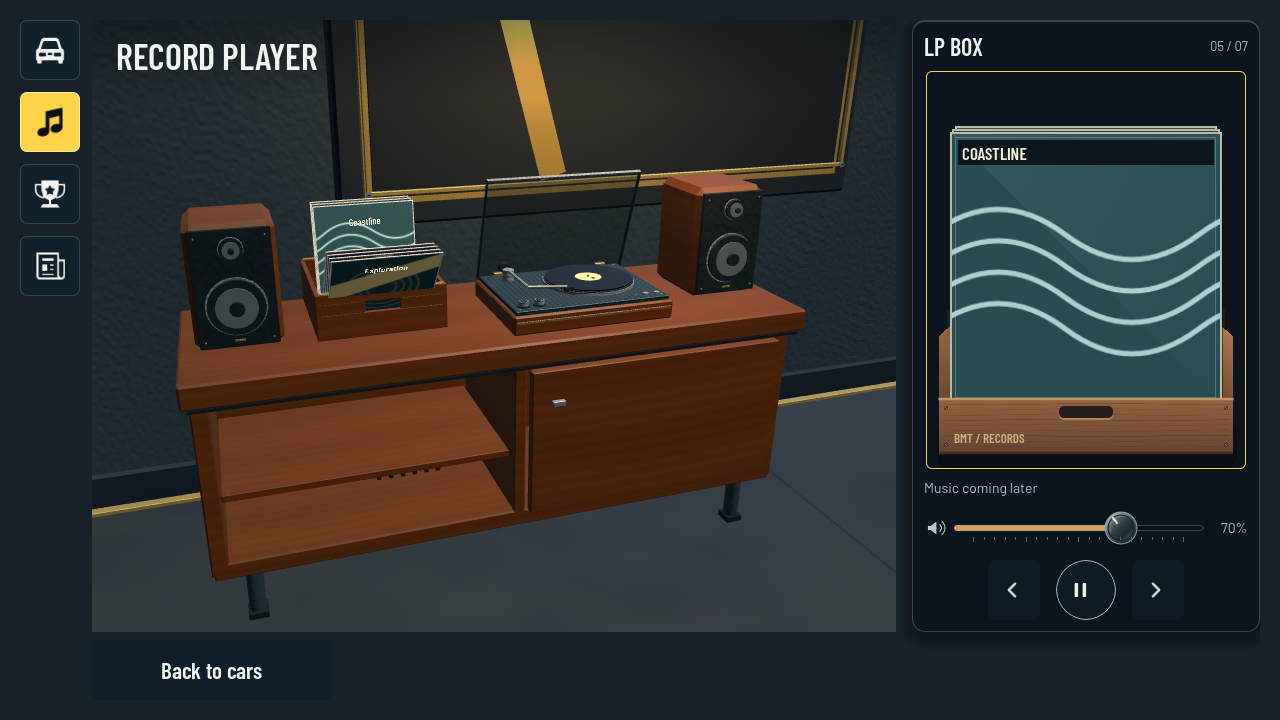 RECORD PLAYER
Coastline
Exploration
Back to cars
LP BOX
05 / 07
COASTLINE
BMT / RECORDS
Music coming later
70%